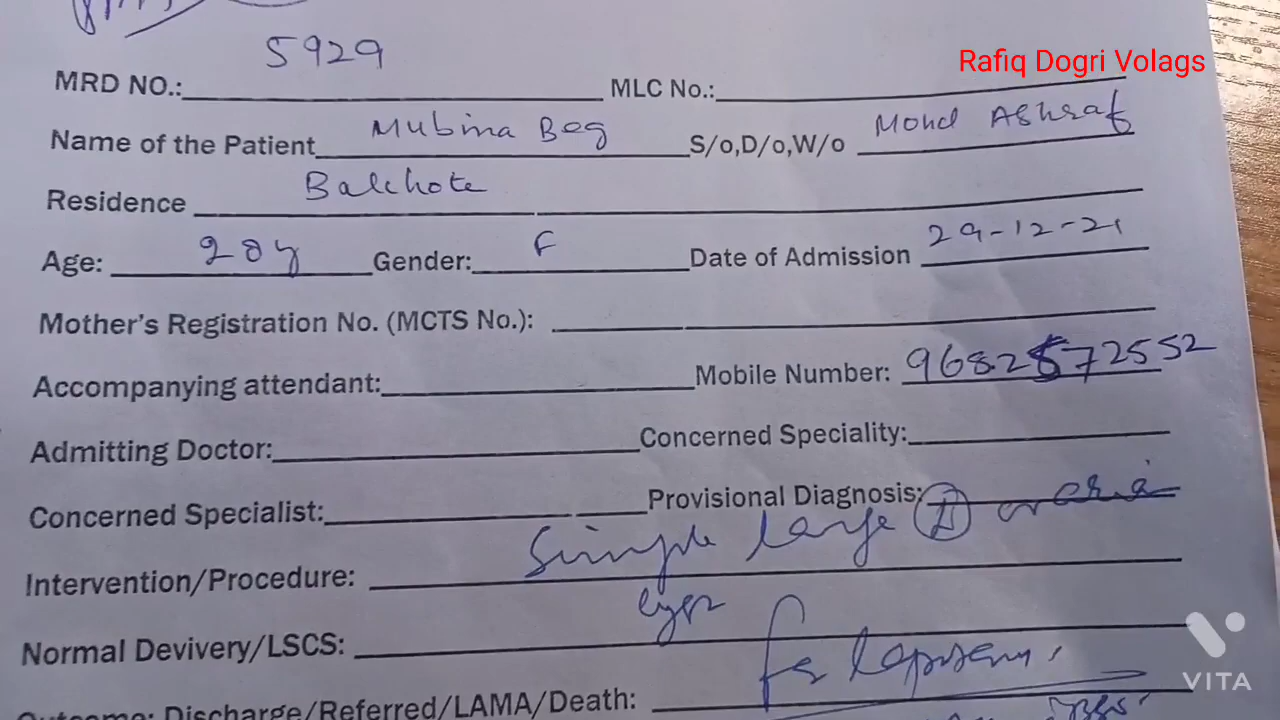 Rafiq Dogri Volags
5929
MRD NO.: MLC No.:
Name of the Patient Mubina Beg S/o,D/o,W/o Mohd Ashraf
Residence Balchote
Age: 20y Gender: F Date of Admission 29-12-21
Mother's Registration No. (MCTS No.):
Accompanying attendant: Mobile Number: 9682572552
Admitting Doctor: Concerned Speciality:
Concerned Specialist: Provisional Diagnosis:
Simple large
Intervention/Procedure:
cyst
Normal Devivery/LSCS:
for
Outcome: Discharge/Referred/LAMA/Death:
VITA